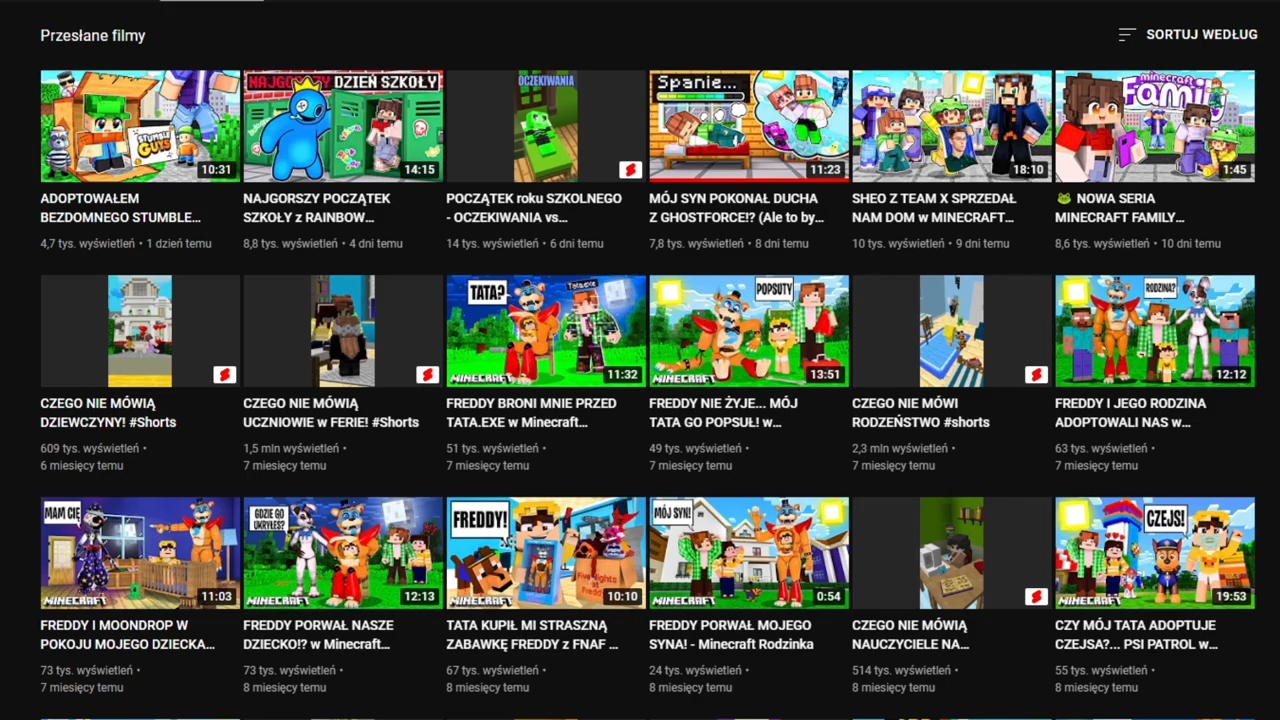 Przesłane filmy
SORTUJ WEDŁUG
STUMBLE GUYS
10:31
NAJGORSZY DZIEŃ SZKOŁY
14:15
OCZEKIWANIA
Spanie...
11:23
18:10
minecraft
Family
1:45
ADOPTOWAŁEM
BEZDOMNEGO STUMBLE...
4,7 tys. wyświetleń • 1 dzień temu
NAJGORSZY POCZĄTEK
SZKOŁY z RAINBOW...
8,8 tys. wyświetleń • 4 dni temu
POCZĄTEK roku SZKOLNEGO
- OCZEKIWANIA vs...
14 tys. wyświetleń • 6 dni temu
MÓJ SYN POKONAŁ DUCHA
Z GHOSTFORCE!? (Ale to by...
7,8 tys. wyświetleń • 8 dni temu
SHEO Z TEAM X SPRZEDAŁ
NAM DOM w MINECRAFT...
10 tys. wyświetleń • 9 dni temu
🐸 NOWA SERIA
MINECRAFT FAMILY...
8,6 tys. wyświetleń • 10 dni temu
TATA?
Tata.exe
MINECRAFT
11:32
POPSUTY
MINECRAFT
13:51
RODZINA?
12:12
CZEGO NIE MÓWIĄ
DZIEWCZYNY! #Shorts
609 tys. wyświetleń •
6 miesięcy temu
CZEGO NIE MÓWIĄ
UCZNIOWIE w FERIE! #Shorts
1,5 mln wyświetleń •
7 miesięcy temu
FREDDY BRONI MNIE PRZED
TATA.EXE w Minecraft...
51 tys. wyświetleń •
7 miesięcy temu
FREDDY NIE ŻYJE... MÓJ
TATA GO POPSUŁ! w...
49 tys. wyświetleń •
7 miesięcy temu
CZEGO NIE MÓWI
RODZEŃSTWO #shorts
2,3 mln wyświetleń •
7 miesięcy temu
FREDDY I JEGO RODZINA
ADOPTOWALI NAS w...
63 tys. wyświetleń •
7 miesięcy temu
MAM CIĘ
MINECRAFT
11:03
GDZIE GO
UKRYŁEŚ?
MINECRAFT
12:13
FREDDY!
Five Nights
at Freddy
MINECRAFT
10:10
MÓJ SYN!
MINECRAFT
0:54
CZEJS!
MINECRAFT
19:53
FREDDY I MOONDROP W
POKOJU MOJEGO DZIECKA...
73 tys. wyświetleń •
7 miesięcy temu
FREDDY PORWAŁ NASZE
DZIECKO!? w Minecraft...
73 tys. wyświetleń •
8 miesięcy temu
TATA KUPIŁ MI STRASZNĄ
ZABAWKĘ FREDDY z FNAF ...
67 tys. wyświetleń •
8 miesięcy temu
FREDDY PORWAŁ MOJEGO
SYNA! - Minecraft Rodzinka
24 tys. wyświetleń •
8 miesięcy temu
CZEGO NIE MÓWIĄ
NAUCZYCIELE NA...
514 tys. wyświetleń •
8 miesięcy temu
CZY MÓJ TATA ADOPTUJE
CZEJSA?... PSI PATROL w...
55 tys. wyświetleń •
8 miesięcy temu